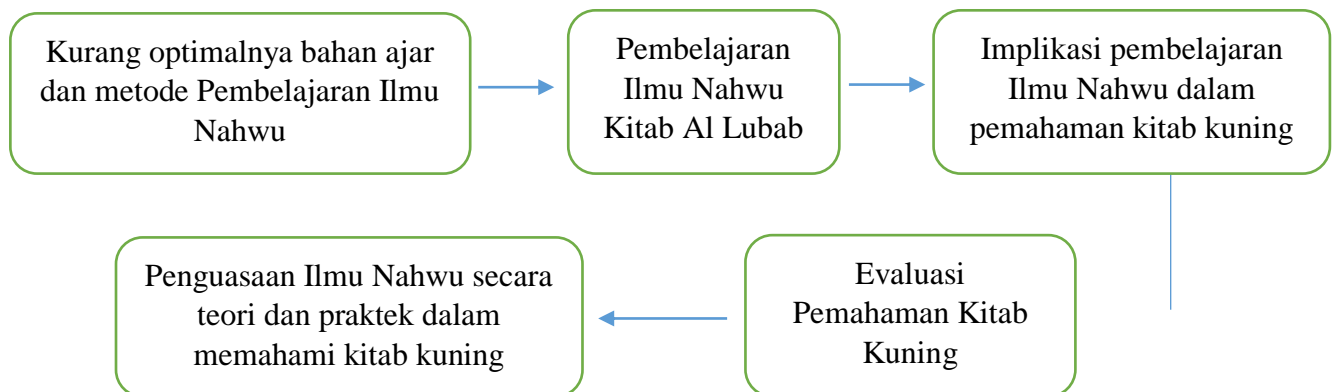 Kurang optimalnya bahan ajar
dan metode Pembelajaran Ilmu
Nahwu
Pembelajaran
Ilmu Nahwu
Kitab Al Lubab
Implikasi pembelajaran
Ilmu Nahwu dalam
pemahaman kitab kuning
Evaluasi
Pemahaman Kitab
Kuning
Penguasaan Ilmu Nahwu secara
teori dan praktek dalam
memahami kitab kuning